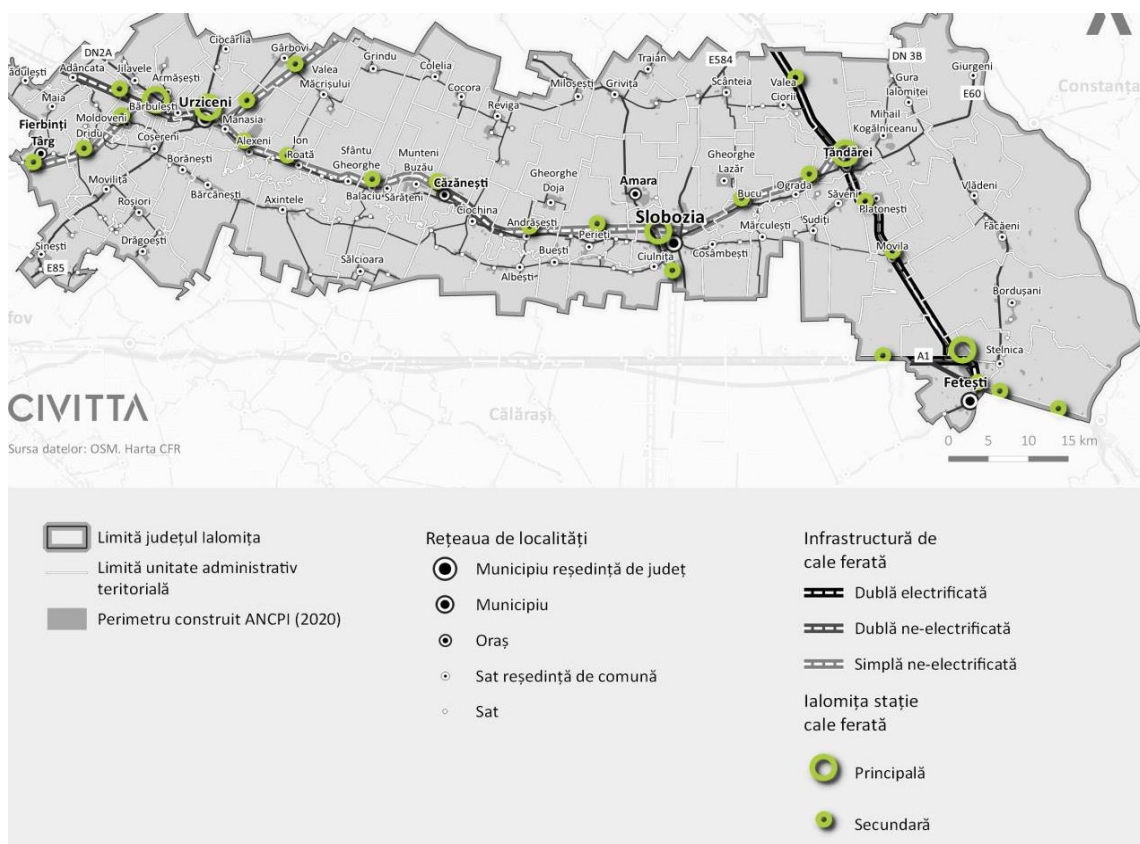 DN2A
Ciocârlia
Gârbovi
Grindu
Colelia
Traian
E584
DN 3B
Giurgeni
Adâncata
Jilavele
Armășești
Valea
Măcrișului
Cocora
Reviga
Miloșești
Grivița
Scânteia
Valea
Ciorii
Gura
Ialomiței
E60
Constanța
Maia
Bărbulești
Urziceni
Moldoveni
Manasia
Mihail
Kogălniceanu
Fierbinți
Târg
Dridu
Coșereni
Alexeni
Ion
Roată
Borănești
Sfântu
Gheorghe
Munteni
Buzău
Gheorghe
Lazăr
Țăndărei
Movilița
Bărcănești
Balaciu
Sărățeni
Căzănești
Gheorghe
Doja
Amara
Bucu
Ograda
Săveni
Platonești
Vlădeni
Roșiori
Axintele
Ciochina
Andrășești
Perieți
Slobozia
Mărculești
Sudiți
Făcăeni
Drăgoești
Sinești
E85
Sălcioara
Buești
Albești
Ciulnița
Cosâmbești
Movila
Bordușani
fov
A1
Stelnica
Fetești
Călărași
CIVITTA
Sursa datelor: OSM. Harta CFR
0 5 10 15 km
Limită județul Ialomița
Limită unitate administrativ
teritorială
Perimetru construit ANCPI (2020)
Rețeaua de localități
Municipiu reședință de județ
Municipiu
Oraș
Sat reședință de comună
Sat
Infrastructură de
cale ferată
Dublă electrificată
Dublă ne-electrificată
Simplă ne-electrificată
Ialomița stație
cale ferată
Principală
Secundară